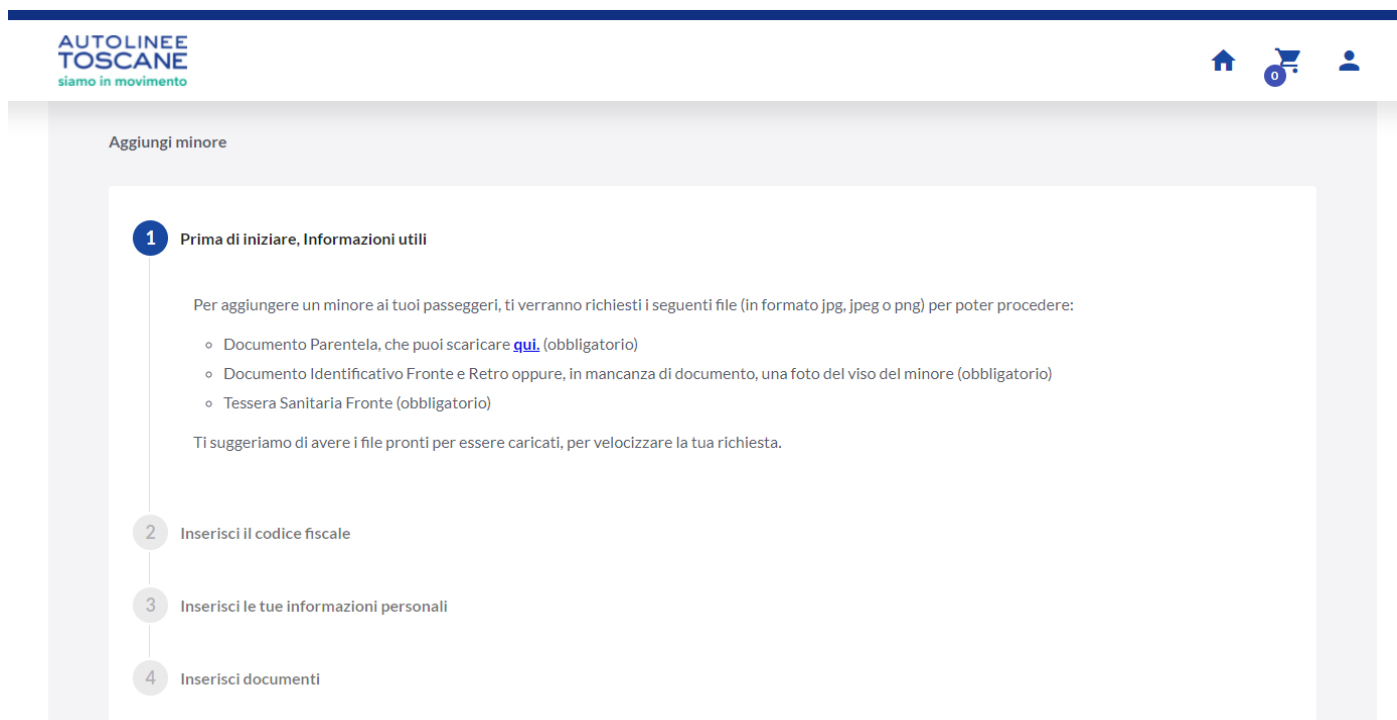 AUTOLINEE
TOSCANE
siamo in movimento
0
Aggiungi minore
1 Prima di iniziare, Informazioni utili
Per aggiungere un minore ai tuoi passeggeri, ti verranno richiesti i seguenti file (in formato jpg, jpeg o png) per poter procedere:
Documento Parentela, che puoi scaricare qui. (obbligatorio)
Documento Identificativo Fronte e Retro oppure, in mancanza di documento, una foto del viso del minore (obbligatorio)
Tessera Sanitaria Fronte (obbligatorio)
Ti suggeriamo di avere i file pronti per essere caricati, per velocizzare la tua richiesta.
2 Inserisci il codice fiscale
3 Inserisci le tue informazioni personali
4 Inserisci documenti